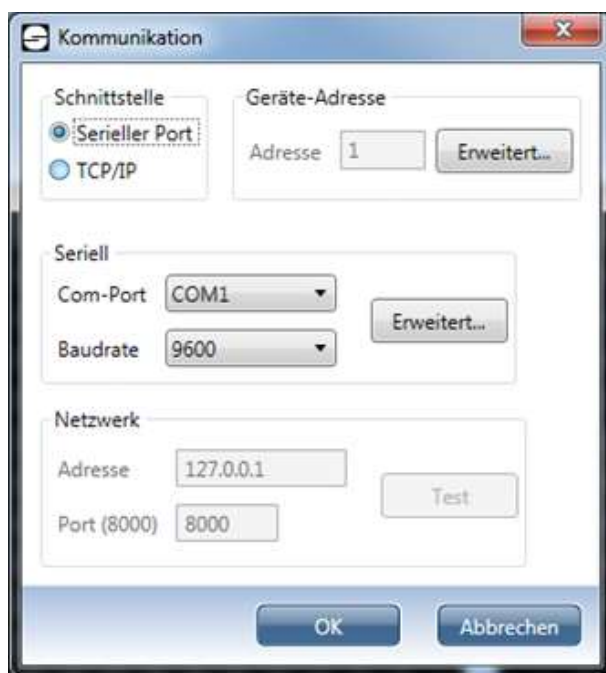 Kommunikation
Schnittstelle
Serieller Port
TCP/IP
Geräte-Adresse
Adresse 1 Erweitert...
Seriell
Com-Port COM1
Baudrate 9600
Erweitert...
Netzwerk
Adresse 127.0.0.1
Port (8000) 8000
Test
OK Abbrechen